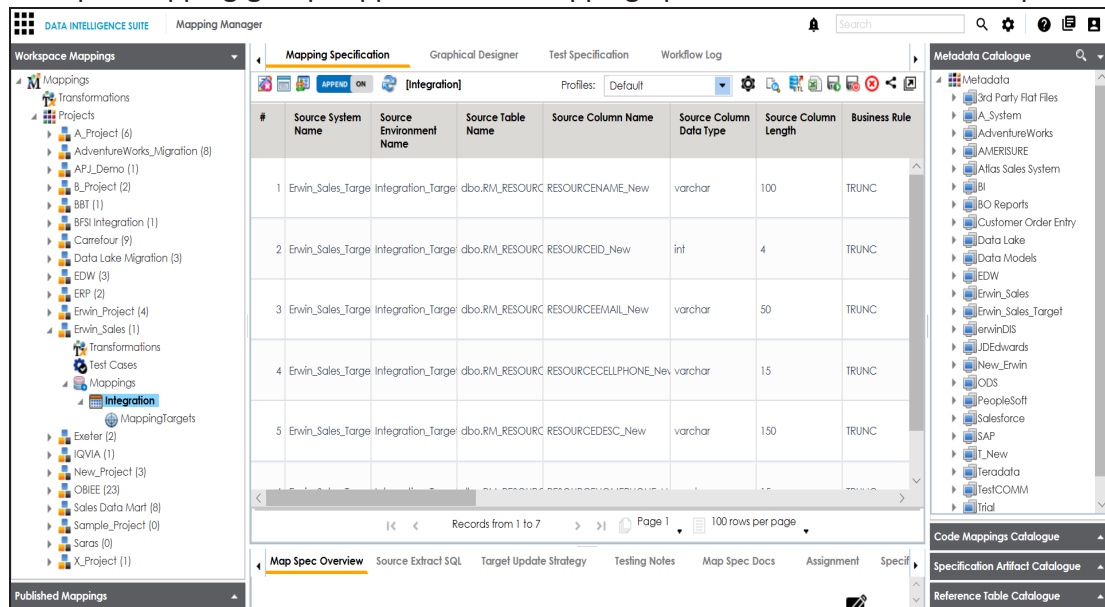 DATA INTELLIGENCE SUITE Mapping Manager Search
Workspace Mappings
Mappings
Transformations
Projects
A_Project (6)
AdventureWorks_Migration (8)
APJ_Demo (1)
B_Project (2)
BBT (1)
BFSI Integration (1)
Carrefour (9)
Data Lake Migration (3)
EDW (3)
ERP (2)
Erwin_Project (4)
Erwin_Sales (1)
Transformations
Test Cases
Mappings
Integration
MappingTargets
Exeter (2)
IQVIA (1)
New_Project (3)
OBIEE (23)
Sales Data Mart (8)
Sample_Project (0)
Saras (0)
X_Project (1)
Published Mappings
Mapping Specification Graphical Designer Test Specification Workflow Log
APPEND ON [Integration] Profiles: Default
# Source System Name Source Environment Name Source Table Name Source Column Name Source Column Data Type Source Column Length Business Rule
1 Erwin_Sales_Targe Integration_Target dbo.RM_RESOURC RESOURCENAME_New varchar 100 TRUNC
2 Erwin_Sales_Targe Integration_Target dbo.RM_RESOURC RESOURCEID_New int 4 TRUNC
3 Erwin_Sales_Targe Integration_Target dbo.RM_RESOURC RESOURCEEMAIL_New varchar 50 TRUNC
4 Erwin_Sales_Targe Integration_Target dbo.RM_RESOURC RESOURCECELLPHONE_Nev varchar 15 TRUNC
5 Erwin_Sales_Targe Integration_Target dbo.RM_RESOURC RESOURCEDESC_New varchar 150 TRUNC
Records from 1 to 7 Page 1 100 rows per page
Map Spec Overview Source Extract SQL Target Update Strategy Testing Notes Map Spec Docs Assignment Specif
Metadata Catalogue
Metadata
3rd Party Flat Files
A_System
AdventureWorks
AMERISURE
Atlas Sales System
BI
BO Reports
Customer Order Entry
Data Lake
Data Models
EDW
Erwin_Sales
Erwin_Sales_Target
erwinDIS
JDEdwards
New_Erwin
ODS
PeopleSoft
Salesforce
SAP
T_New
Teradata
TestCOMM
Trial
Code Mappings Catalogue
Specification Artifact Catalogue
Reference Table Catalogue